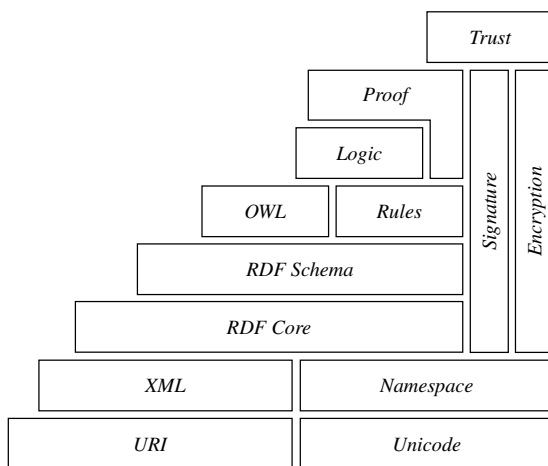 Trust
Proof
Logic
Signature
Encryption
OWL
Rules
RDF Schema
RDF Core
XML
Namespace
URI
Unicode